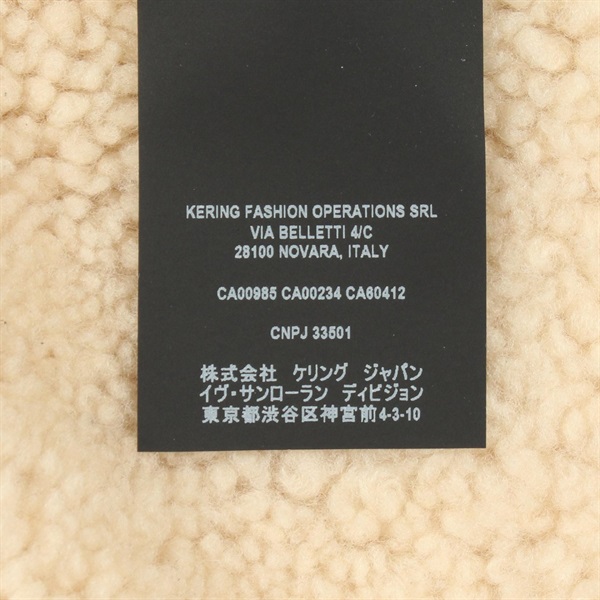 KERING FASHION OPERATIONS SRL
VIA BELLETTI 4/C
28100 NOVARA, ITALY
CA00985 CA00234 CA60412
CNPJ 33501
株式会社 ケリング ジャパン
イヴ・サンローラン ディビジョン
東京都渋谷区神宮前4-3-10